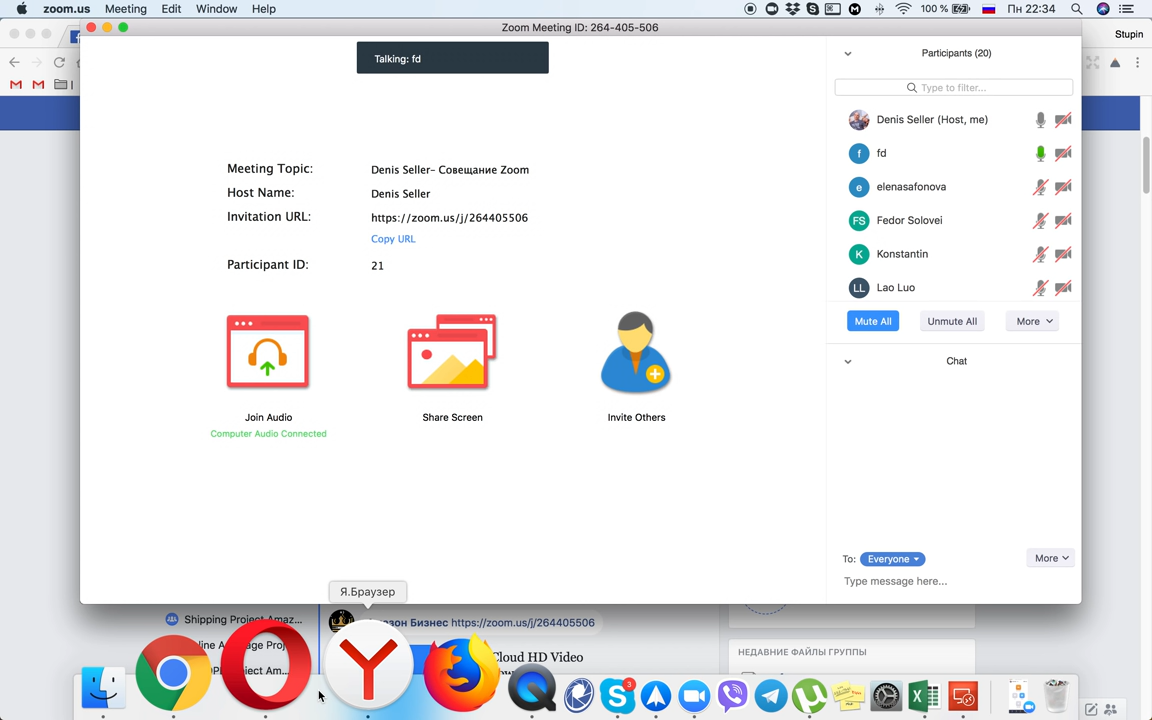 zoom.us Meeting Edit Window Help
100 % Пн 22:34
Zoom Meeting ID: 264-405-506
Stupin
Talking: fd
Participants (20)
Type to filter...
Denis Seller (Host, me)
f fd
e elenasafonova
FS Fedor Solovei
K Konstantin
LL Lao Luo
Mute All Unmute All More
Meeting Topic: Denis Seller– Совещание Zoom
Host Name: Denis Seller
Invitation URL: https://zoom.us/j/264405506
Copy URL
Participant ID: 21
Join Audio
Computer Audio Connected
Share Screen
Invite Others
Chat
To: Everyone More
Type message here...
Я.Браузер
Shipping Project Amaz...
Бизнес https://zoom.us/j/264405506
Cloud HD Video
НЕДАВНИЕ ФАЙЛЫ ГРУППЫ
3